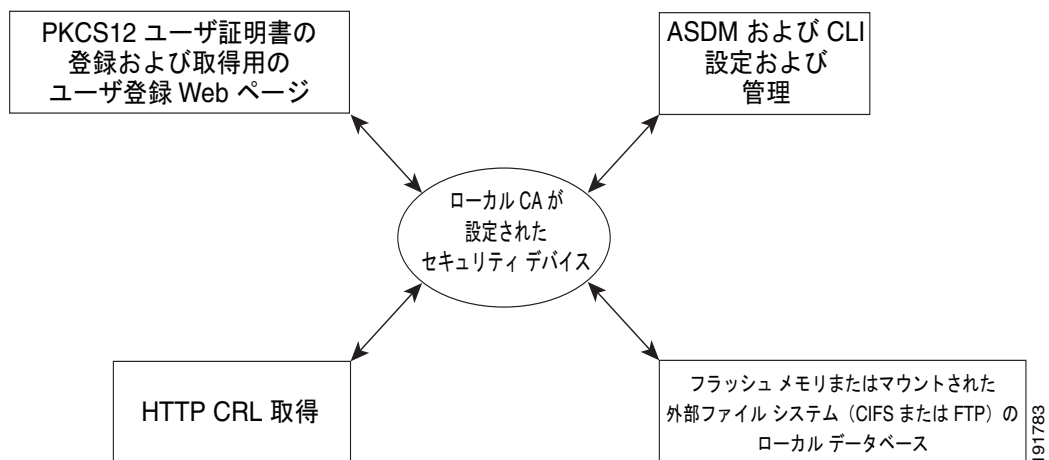 PKCS12 ユーザ証明書の
登録および取得用の
ユーザ登録 Web ページ
ASDM および CLI
設定および
管理
ローカル CA が
設定された
セキュリティ デバイス
HTTP CRL 取得
フラッシュ メモリまたはマウントされた
外部ファイル システム（CIFS または FTP）の
ローカル データベース
191783